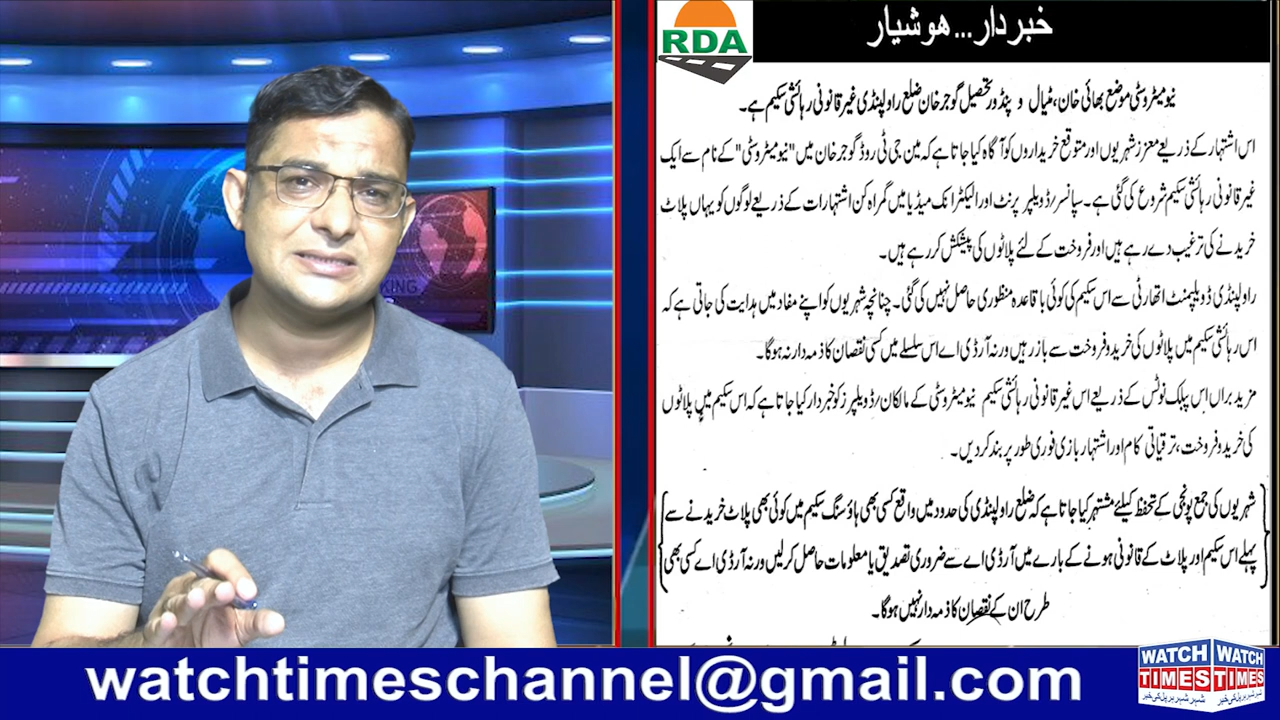 RDA
خبردار... هوشیار
نیو میٹرو سٹی موضع بھائی خان، ٹمیال و پنڈور تحصیل گوجر خان ضلع راولپنڈی غیر قانونی رہائشی سکیم ہے۔
اس اشتہار کے ذریعے معزز شہریوں اور متوقع خریداروں کو آگاہ کیا جاتا ہے کہ مین جی ٹی روڈ گوجر خان میں "نیو میٹرو سٹی" کے نام سے ایک
غیر قانونی رہائشی سکیم شروع کی گئی ہے۔ سپانسر/ڈویلپر پرنٹ اور الیکٹرانک میڈیا میں گمراہ کن اشتہارات کے ذریعے لوگوں کو یہاں پلاٹ
خریدنے کی ترغیب دے رہے ہیں اور فروخت کے لئے پلاٹوں کی پیشکش کر رہے ہیں۔
راولپنڈی ڈویلپمنٹ اتھارٹی سے اس سکیم کی کوئی باقاعدہ منظوری حاصل نہیں کی گئی۔ چنانچہ شہریوں کو اپنے مفاد میں ہدایت کی جاتی ہے کہ
اس رہائشی سکیم میں پلاٹوں کی خرید و فروخت سے باز رہیں ورنہ آر ڈی اے اس سلسلے میں کسی نقصان کا ذمہ دار نہ ہوگا۔
مزید براں اس پبلک نوٹس کے ذریعے اس غیر قانونی رہائشی سکیم نیو میٹرو سٹی کے مالکان/ڈویلپرز کو خبردار کیا جاتا ہے کہ اس سکیم میں پلاٹوں
کی خرید و فروخت، ترقیاتی کام اور اشتہار بازی فوری طور پر بند کر دیں۔
شہریوں کی جمع پونجی کے تحفظ کیلئے مشتہر کیا جاتا ہے کہ ضلع راولپنڈی کی حدود میں واقع کسی بھی ہاؤسنگ سکیم میں کوئی بھی پلاٹ خریدنے سے
پہلے اس سکیم اور پلاٹ کے قانونی ہونے کے بارے میں آر ڈی اے سے ضروری تصدیق یا معلومات حاصل کر لیں ورنہ آر ڈی اے کسی بھی
طرح ان کے نقصان کا ذمہ دار نہیں ہوگا۔
watchtimeschannel@gmail.com
WATCH WATCH
TIMES TIMES